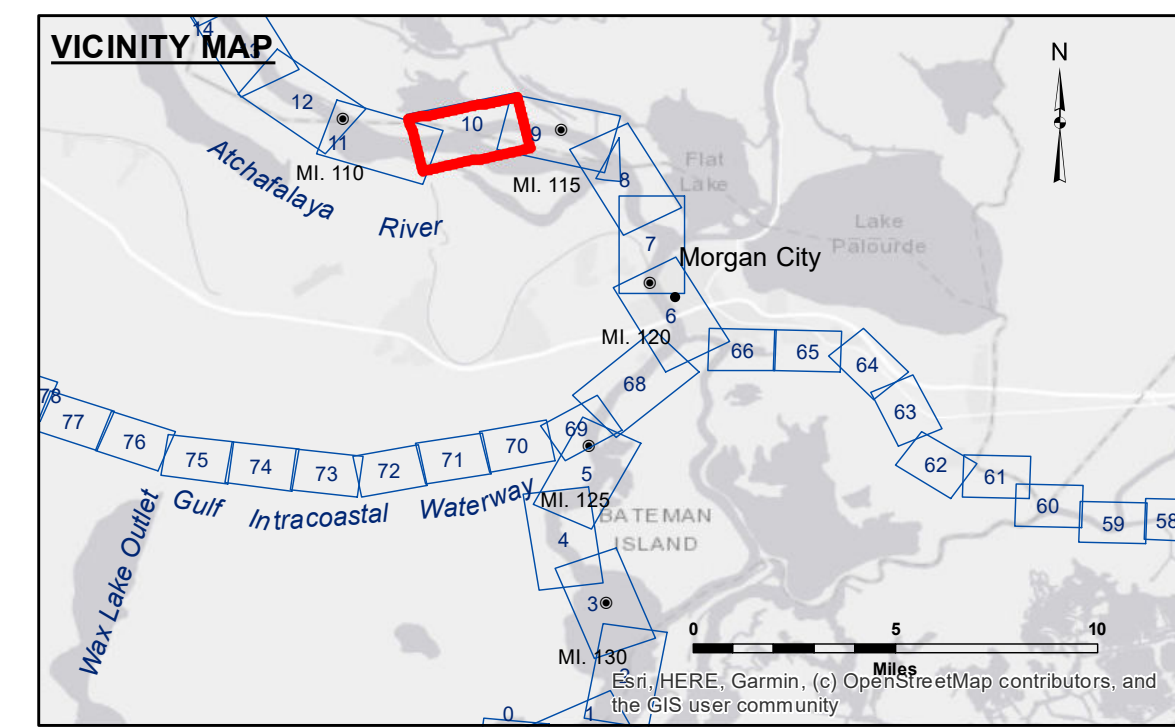 VICINITY MAP
N
14
12
10
9
11
MI. 110
MI. 115
8
Flat
Lake
Atchafalaya
River
7
Lake
Palourde
Morgan City
6
MI. 120
66
65
64
68
63
78
77
76
75
74
73
72
71
70
69
5
62
61
60
59
58
Wax Lake Outlet
Gulf Intracoastal Waterway
MI. 125
BATEMAN
ISLAND
4
3
0 5 10
Miles
MI. 130
2
Esri, HERE, Garmin, (c) OpenStreetMap contributors, and
the GIS user community
0
1